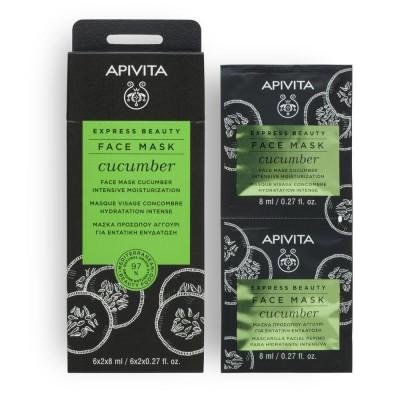 APIVITA
EXPRESS BEAUTY
FACE MASK
cucumber
FACE MASK CUCUMBER
INTENSIVE MOISTURIZATION
MASQUE VISAGE CONCOMBRE
HYDRATATION INTENSE
ΜΑΣΚΑ ΠΡΟΣΩΠΟΥ ΑΓΓΟΥΡΙ
ΓΙΑ ΕΝΤΑΤΙΚΗ ΕΝΥΔΑΤΩΣΗ
97
%
6x2x8 ml / 6x2x0.27 fl. oz.
APIVITA
EXPRESS BEAUTY
FACE MASK
cucumber
FACE MASK CUCUMBER
INTENSIVE MOISTURIZATION
MASQUE VISAGE CONCOMBRE
HYDRATATION INTENSE
8 ml / 0.27 fl. oz.
APIVITA
EXPRESS BEAUTY
FACE MASK
cucumber
ΜΑΣΚΑ ΠΡΟΣΩΠΟΥ ΑΓΓΟΥΡΙ
ΓΙΑ ΕΝΤΑΤΙΚΗ ΕΝΥΔΑΤΩΣΗ
MASCARILLA FACIAL PEPINO
PARA HIDRATANTE INTENSIVA
8 ml / 0.27 fl. oz.